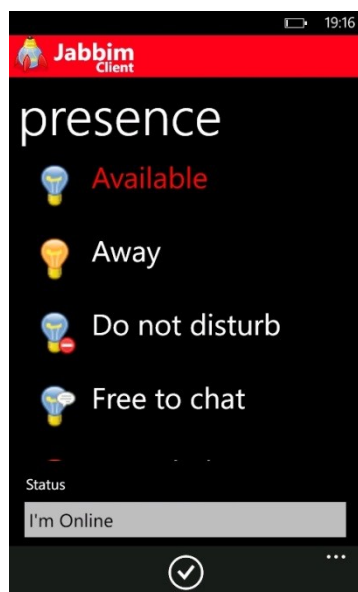 19:16
Jabbim
Client
presence
Available
Away
Do not disturb
Free to chat
Status
I'm Online